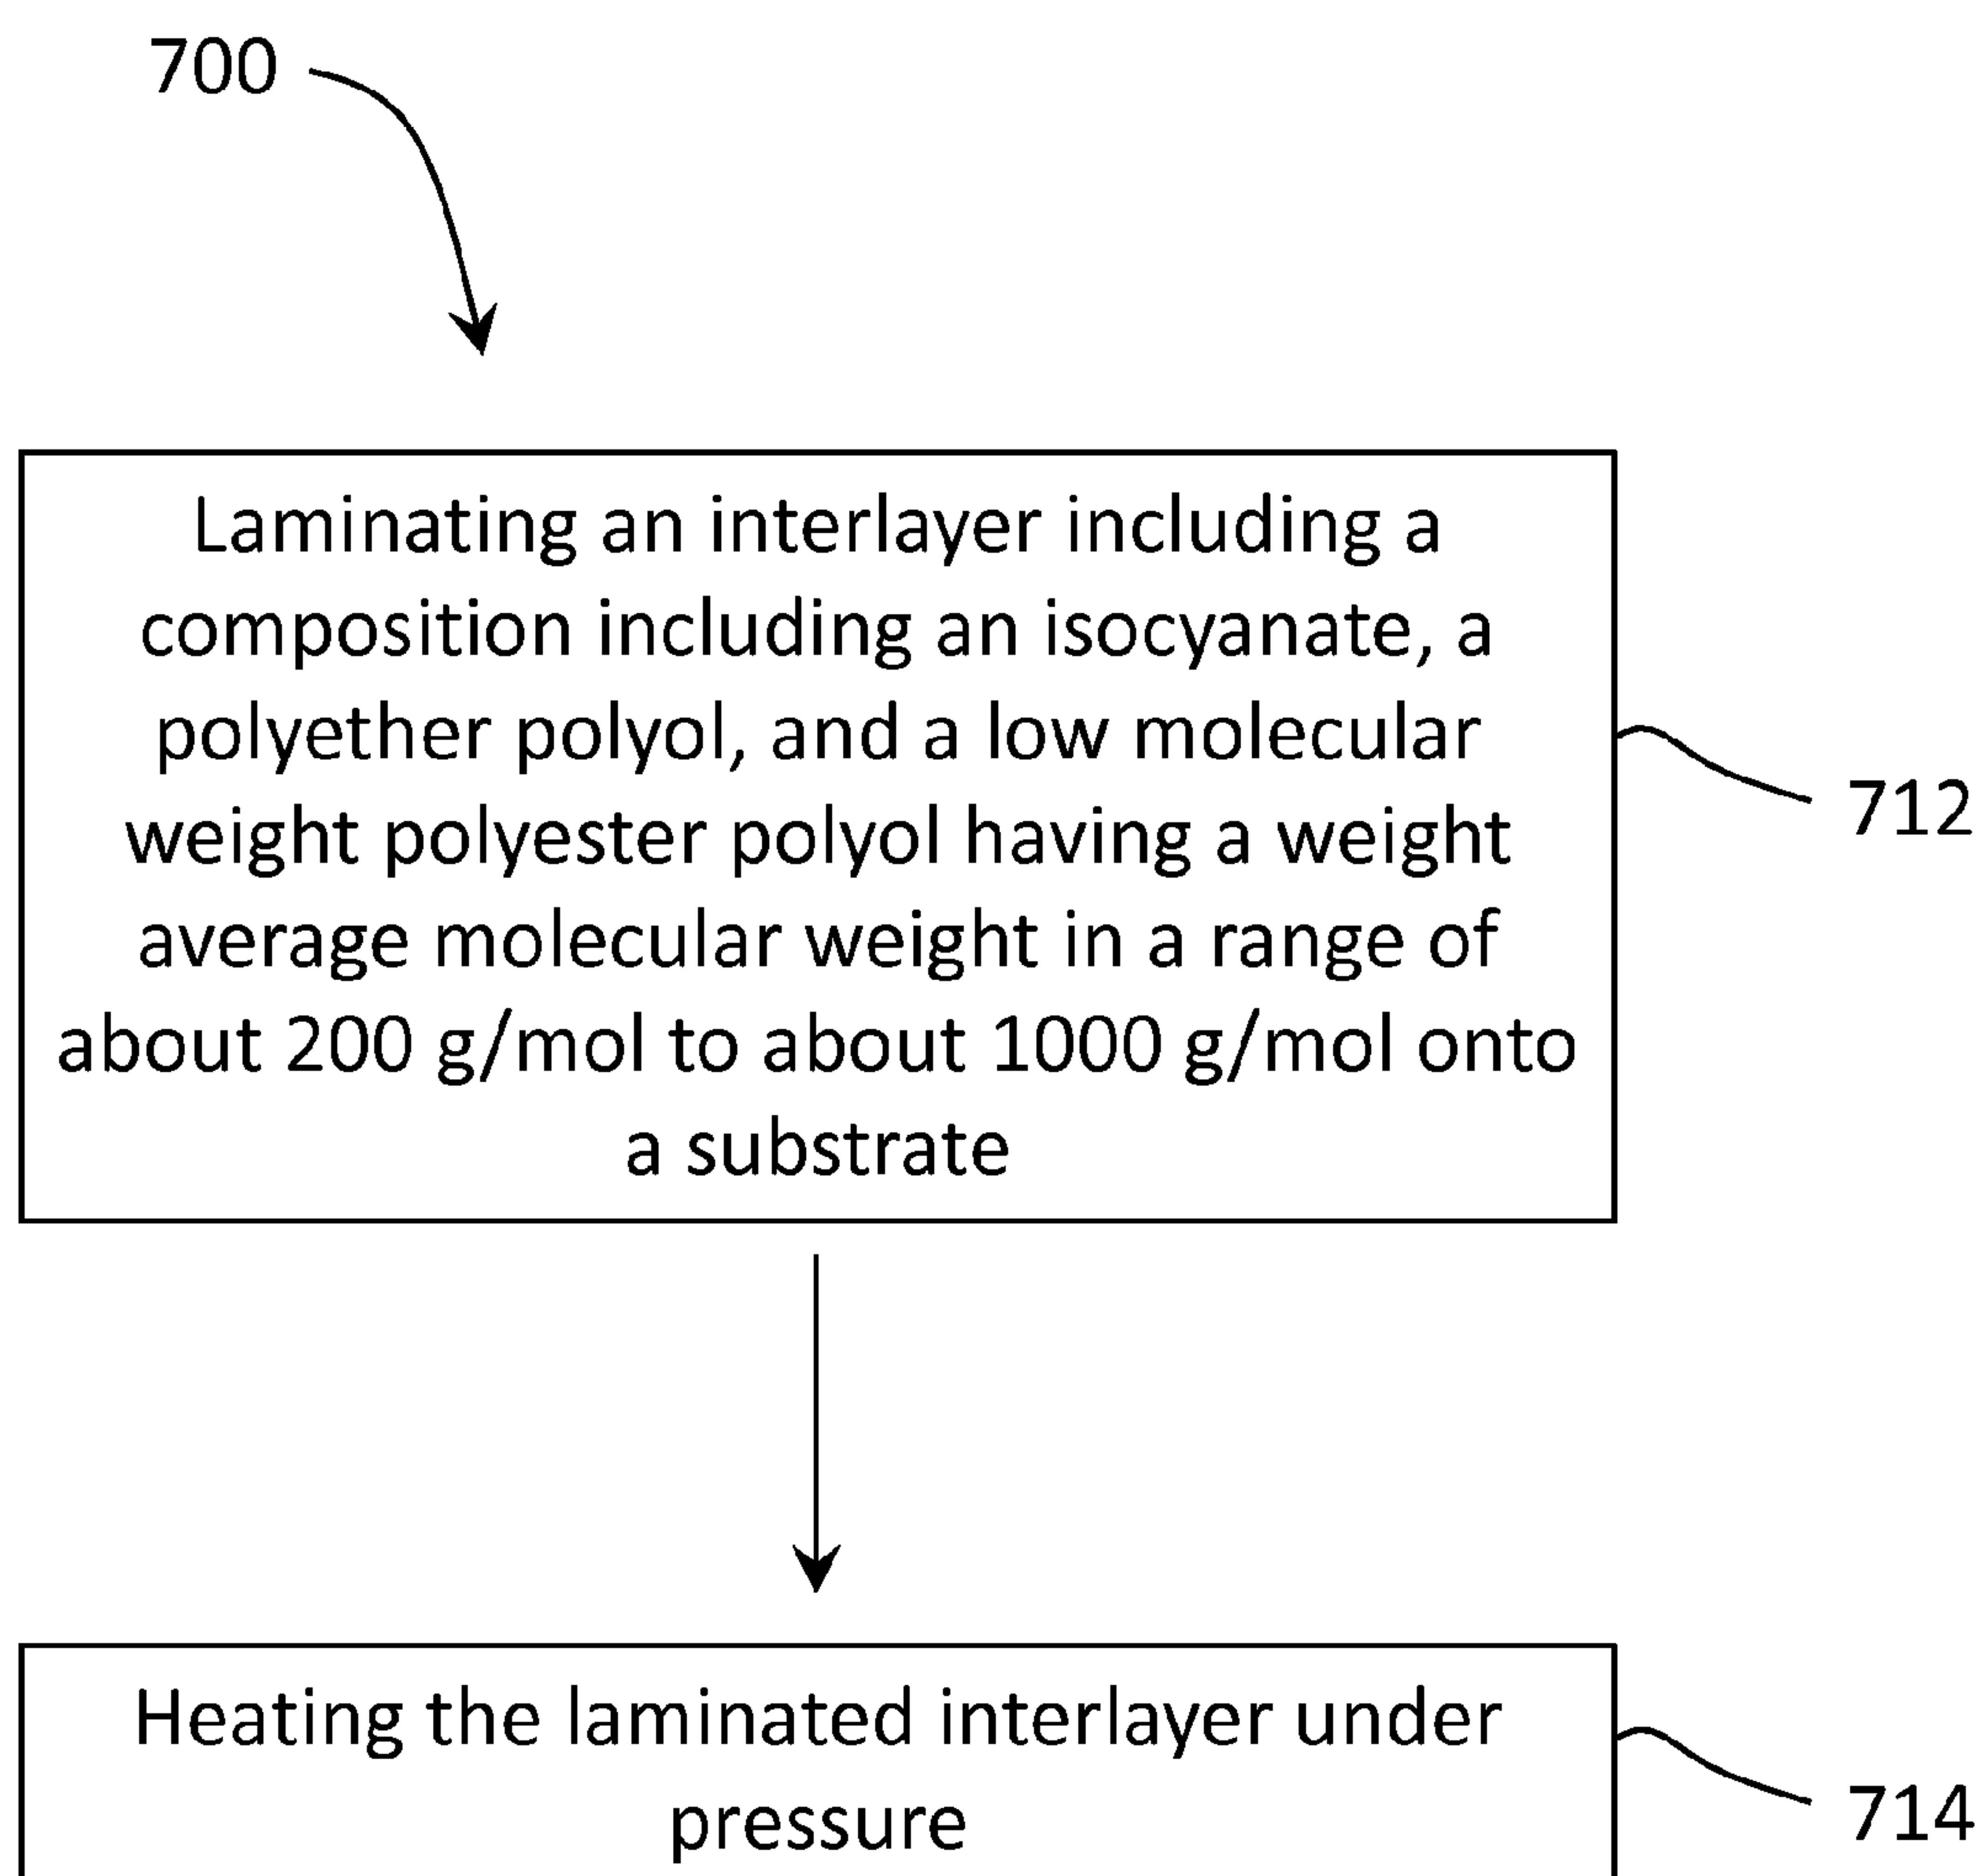 700
Laminating an interlayer including a
composition including an isocyanate, a
polyether polyol, and a low molecular
weight polyester polyol having a weight
average molecular weight in a range of
about 200 g/mol to about 1000 g/mol onto
a substrate
712
Heating the laminated interlayer under
pressure
714